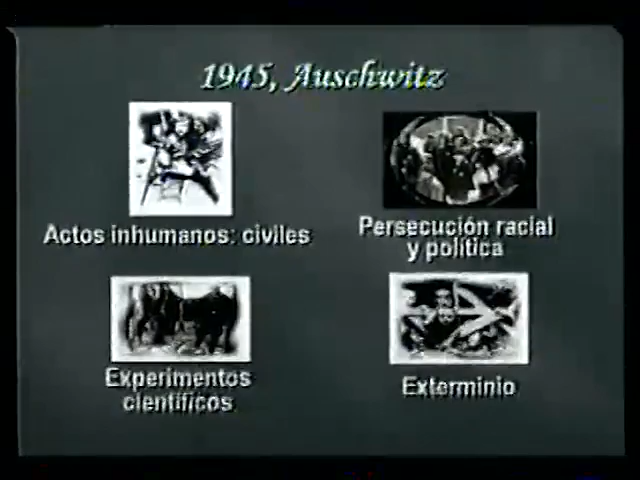 1945, Auschwitz
Actos inhumanos: civiles
Persecución racial
y política
Experimentos
científicos
Exterminio